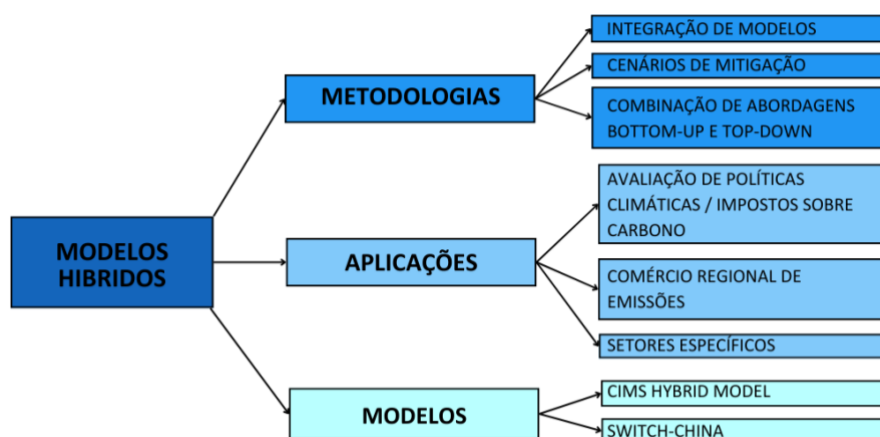 MODELOS
HIBRIDOS
METODOLOGIAS
INTEGRAÇÃO DE MODELOS
CENÁRIOS DE MITIGAÇÃO
COMBINAÇÃO DE ABORDAGENS
BOTTOM-UP E TOP-DOWN
APLICAÇÕES
AVALIAÇÃO DE POLÍTICAS
CLIMÁTICAS / IMPOSTOS SOBRE
CARBONO
COMÉRCIO REGIONAL DE
EMISSÕES
SETORES ESPECÍFICOS
MODELOS
CIMS HYBRID MODEL
SWITCH-CHINA